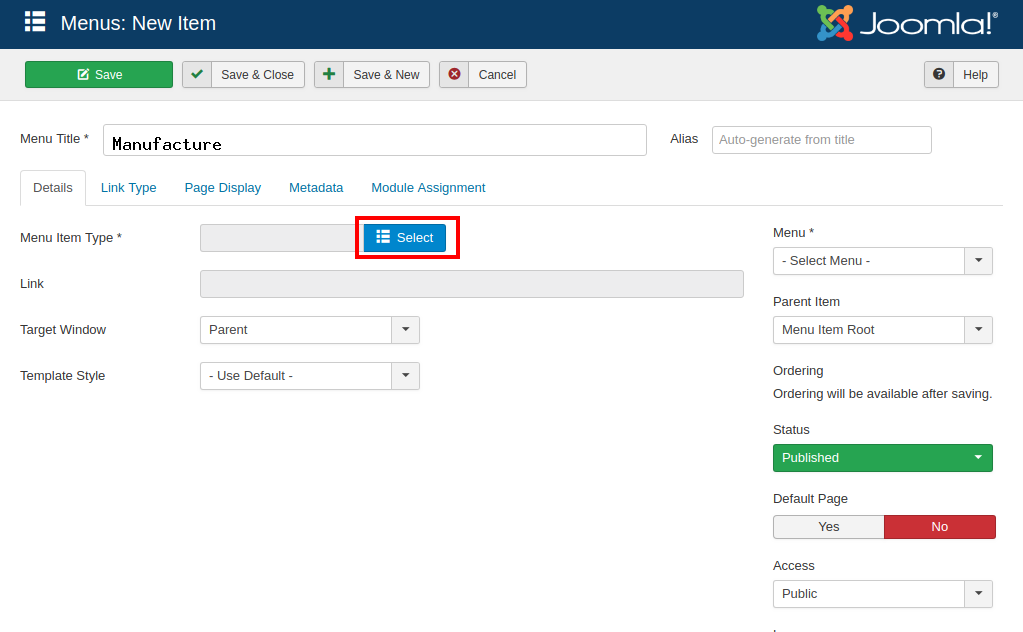 Menus: New Item
Joomla!®
Save
Save & Close
Save & New
Cancel
Help
Menu Title *
Manufacture
Alias
Auto-generate from title
Details
Link Type
Page Display
Metadata
Module Assignment
Menu Item Type *
Select
Link
Target Window
Parent
Template Style
- Use Default -
Menu *
- Select Menu -
Parent Item
Menu Item Root
Ordering
Ordering will be available after saving.
Status
Published
Default Page
Yes
No
Access
Public